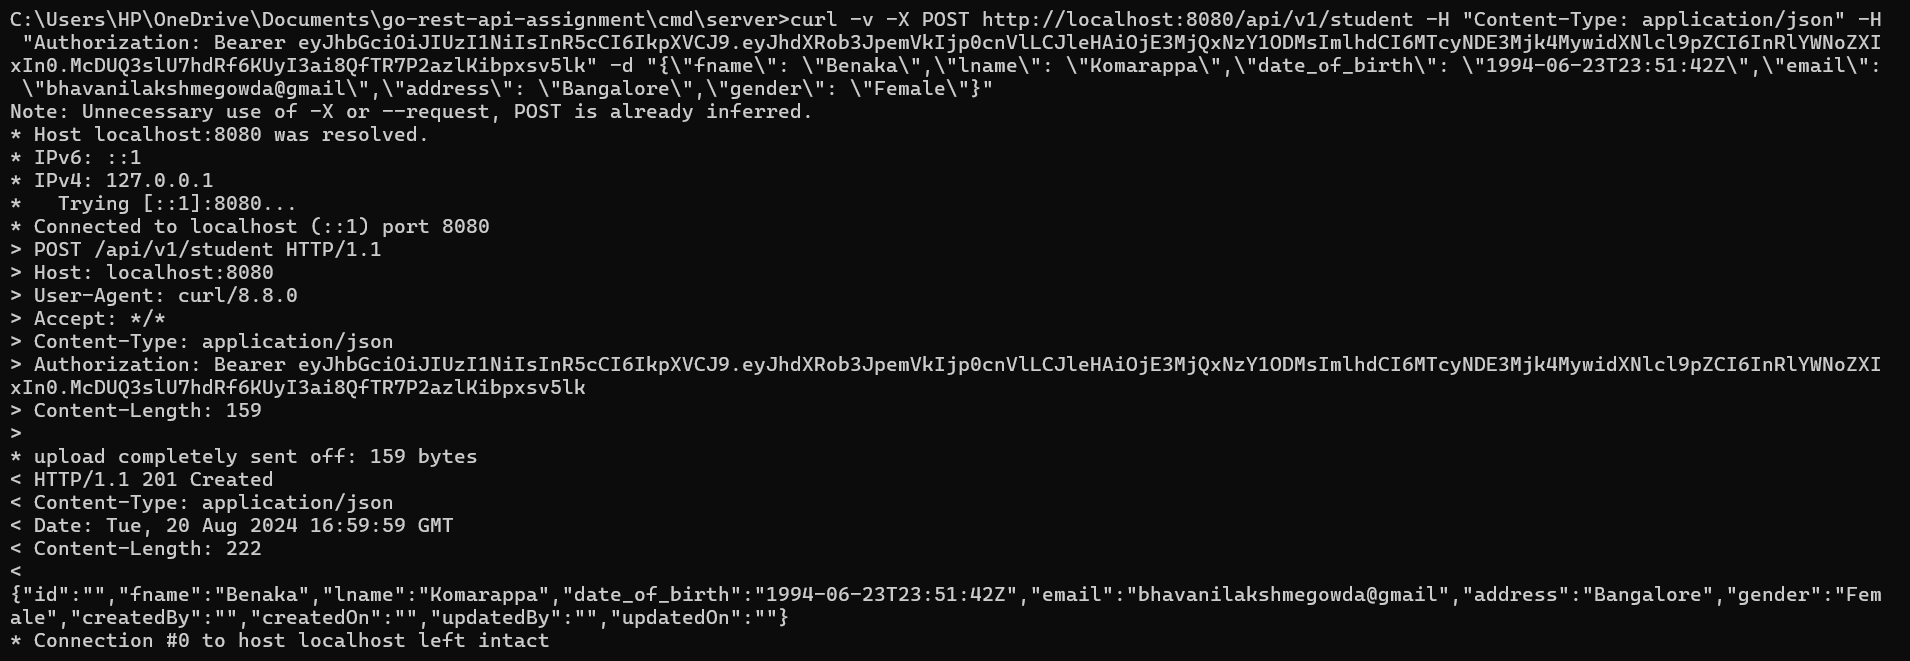 C:\Users\HP\OneDrive\Documents\go-rest-api-assignment\cmd\server>curl -v -X POST http://localhost:8080/api/v1/student -H "Content-Type: application/json" -H
"Authorization: Bearer eyJhbGciOiJIUzI1NiIsInR5cCI6IkpXVCJ9.eyJhdXRob3JpemVkIjp0cnVlLCJleHAiOjE3MjQxNzY1ODMsImlhdCI6MTcyNDE3Mjk4MywidXNlcl9pZCI6InRlYWNoZXI
xIn0.McDUQ3slU7hdRf6KUyI3ai8QfTR7P2azlKibpxsv5lk" -d "{\"fname\": \"Benaka\",\"lname\": \"Komarappa\",\"date_of_birth\": \"1994-06-23T23:51:42Z\",\"email\":
\"bhavanilakshmegowda@gmail\",\"address\": \"Bangalore\",\"gender\": \"Female\"}"
Note: Unnecessary use of -X or --request, POST is already inferred.
* Host localhost:8080 was resolved.
* IPv6: ::1
* IPv4: 127.0.0.1
*   Trying [::1]:8080...
* Connected to localhost (::1) port 8080
> POST /api/v1/student HTTP/1.1
> Host: localhost:8080
> User-Agent: curl/8.8.0
> Accept: */*
> Content-Type: application/json
> Authorization: Bearer eyJhbGciOiJIUzI1NiIsInR5cCI6IkpXVCJ9.eyJhdXRob3JpemVkIjp0cnVlLCJleHAiOjE3MjQxNzY1ODMsImlhdCI6MTcyNDE3Mjk4MywidXNlcl9pZCI6InRlYWNoZXI
xIn0.McDUQ3slU7hdRf6KUyI3ai8QfTR7P2azlKibpxsv5lk
> Content-Length: 159
>
* upload completely sent off: 159 bytes
< HTTP/1.1 201 Created
< Content-Type: application/json
< Date: Tue, 20 Aug 2024 16:59:59 GMT
< Content-Length: 222
<
{"id":"","fname":"Benaka","lname":"Komarappa","date_of_birth":"1994-06-23T23:51:42Z","email":"bhavanilakshmegowda@gmail","address":"Bangalore","gender":"Fem
ale","createdBy":"","createdOn":"","updatedBy":"","updatedOn":""}
* Connection #0 to host localhost left intact